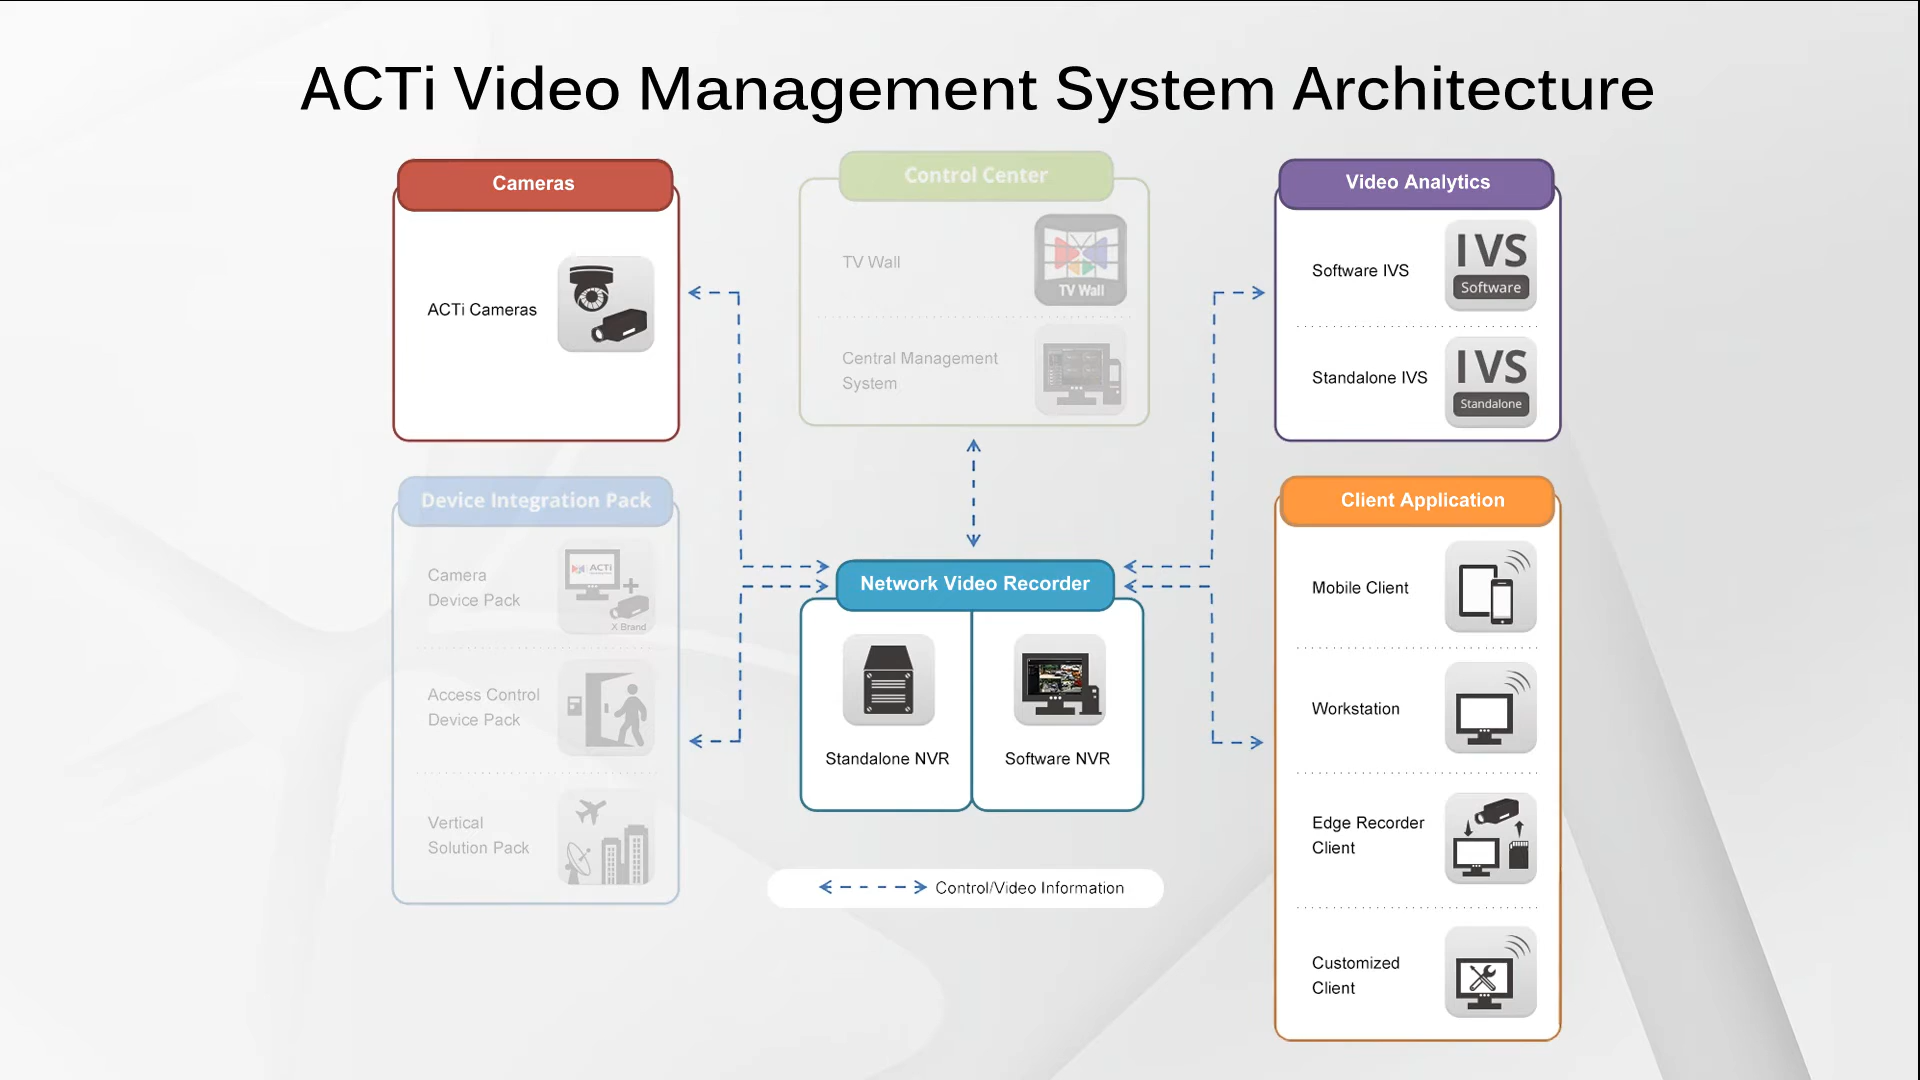 ACTi Video Management System Architecture
Cameras
ACTi Cameras
Control Center
TV Wall
TV Wall
Central Management
System
Video Analytics
Software IVS
IVS
Software
Standalone IVS
IVS
Standalone
Device Integration Pack
Camera
Device Pack
ACTi
X Brand
Access Control
Device Pack
Vertical
Solution Pack
Network Video Recorder
Standalone NVR
Software NVR
Control/Video Information
Client Application
Mobile Client
Workstation
Edge Recorder
Client
Customized
Client